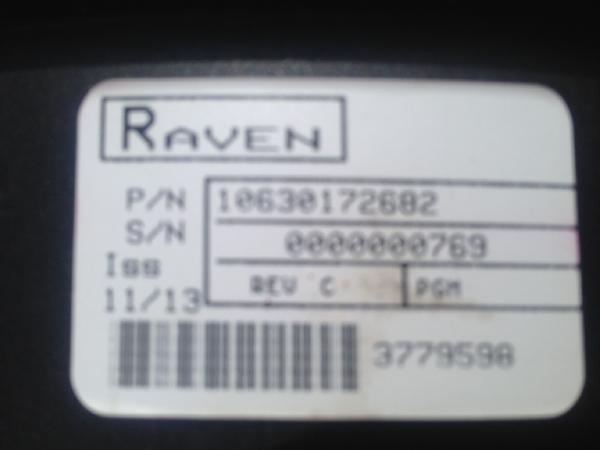 RAVEN
P/N 10630172682
S/N 0000000769
Iss REV C PGM
11/13
3779598